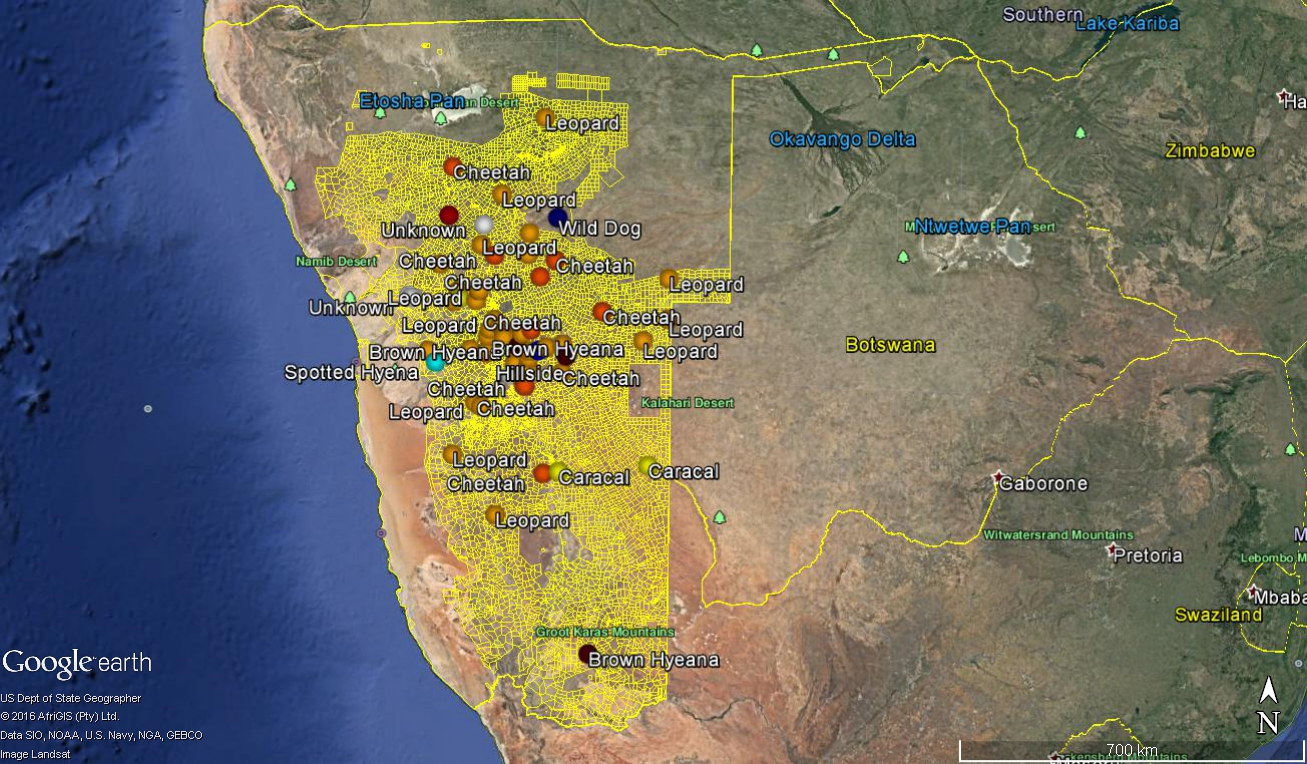 Southern
Lake Kariba
Etosha Pan
Leopard
Okavango Delta
Zimbabwe
Cheetah
Leopard
Unknown
Wild Dog
Ntwetwe Pan
Leopard
Namib Desert
Cheetah
Cheetah
Cheetah
Leopard
Unknown
Leopard
Cheetah
Leopard
Cheetah
Leopard
Botswana
Brown Hyeana
Brown Hyeana
Leopard
Spotted Hyena
Hillside
Cheetah
Cheetah
Kalahari Desert
Leopard
Cheetah
Leopard
Caracal
Caracal
Cheetah
Gaborone
Leopard
Witwatersrand Mountains
Pretoria
Swaziland
Groot Karas Mountains
Brown Hyeana
Google earth
US Dept of State Geographer
© 2016 AfriGIS (Pty) Ltd.
Data SIO, NOAA, U.S. Navy, NGA, GEBCO
Image Landsat
N
700 km